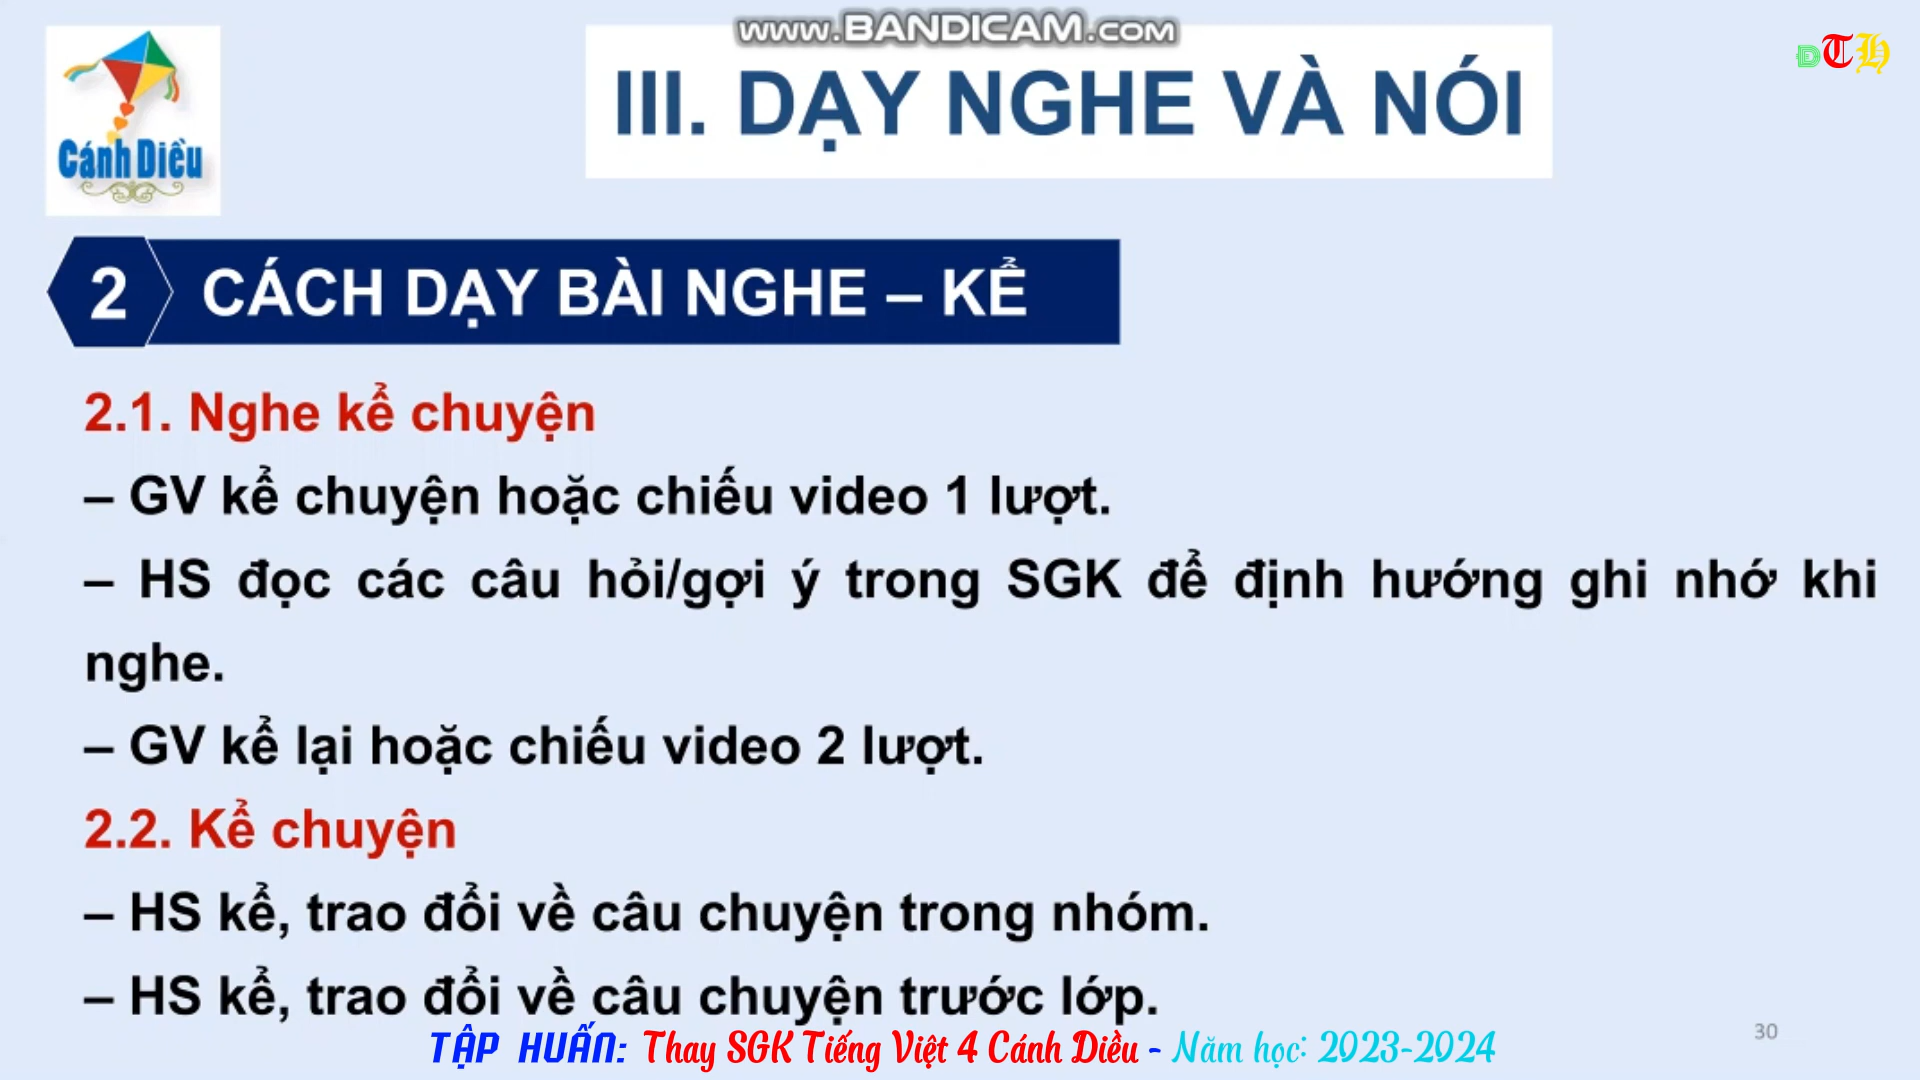 www.BANDICAM.com
ĐTH
Cánh Diều
III. DẠY NGHE VÀ NÓI
2 CÁCH DẠY BÀI NGHE – KỂ
2.1. Nghe kể chuyện
– GV kể chuyện hoặc chiếu video 1 lượt.
– HS đọc các câu hỏi/gợi ý trong SGK để định hướng ghi nhớ khi
nghe.
– GV kể lại hoặc chiếu video 2 lượt.
2.2. Kể chuyện
– HS kể, trao đổi về câu chuyện trong nhóm.
– HS kể, trao đổi về câu chuyện trước lớp.
TẬP HUẤN: Thay SGK Tiếng Việt 4 Cánh Diều - Năm học: 2023-2024
30